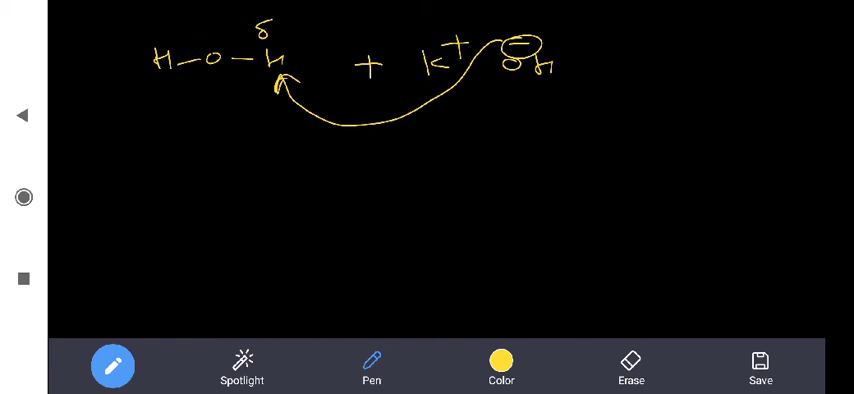 δ
H-O-H + K⁺ ⊖OH
Spotlight Pen Color Erase Save